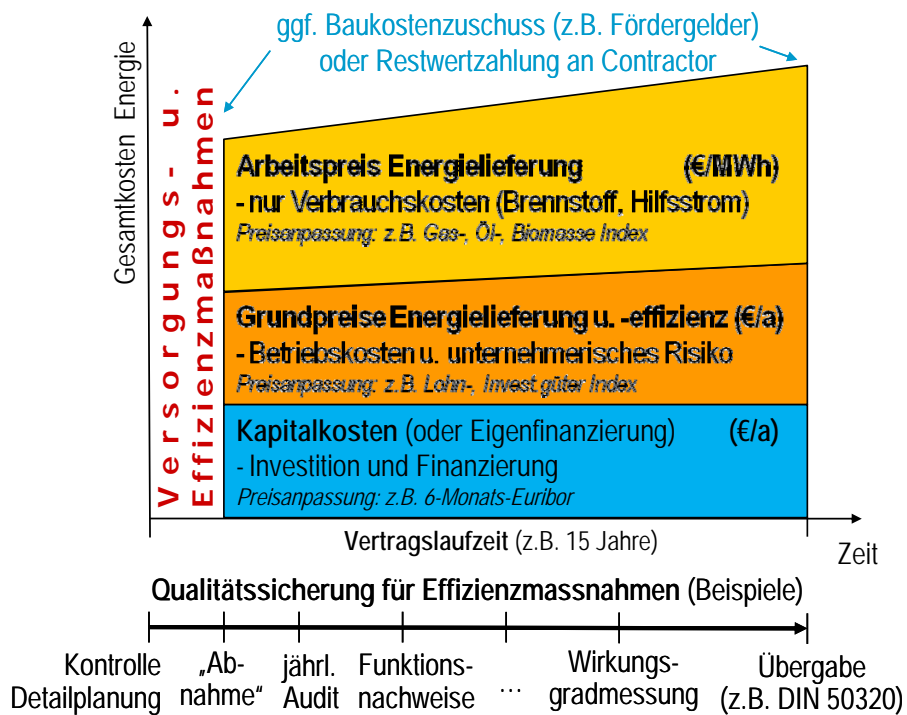 ggf. Baukostenzuschuss (z.B. Fördergelder)
oder Restwertzahlung an Contractor
Gesamtkosten Energie
Versorgungs- u.
Effizienzmaßnahmen
Arbeitspreis Energielieferung (€/MWh)
- nur Verbrauchskosten (Brennstoff, Hilfsstrom)
Preisanpassung: z.B. Gas-, Öl-, Biomasse Index
Grundpreise Energielieferung u. -effizienz (€/a)
- Betriebskosten u. unternehmerisches Risiko
Preisanpassung: z.B. Lohn-, Invest güter Index
Kapitalkosten (oder Eigenfinanzierung) (€/a)
- Investition und Finanzierung
Preisanpassung: z.B. 6-Monats-Euribor
Vertragslaufzeit (z.B. 15 Jahre)
Zeit
Qualitätssicherung für Effizienzmassnahmen (Beispiele)
Kontrolle
Detailplanung
„Ab-
nahme“
jährl.
Audit
Funktions-
nachweise
...
Wirkungs-
gradmessung
Übergabe
(z.B. DIN 50320)